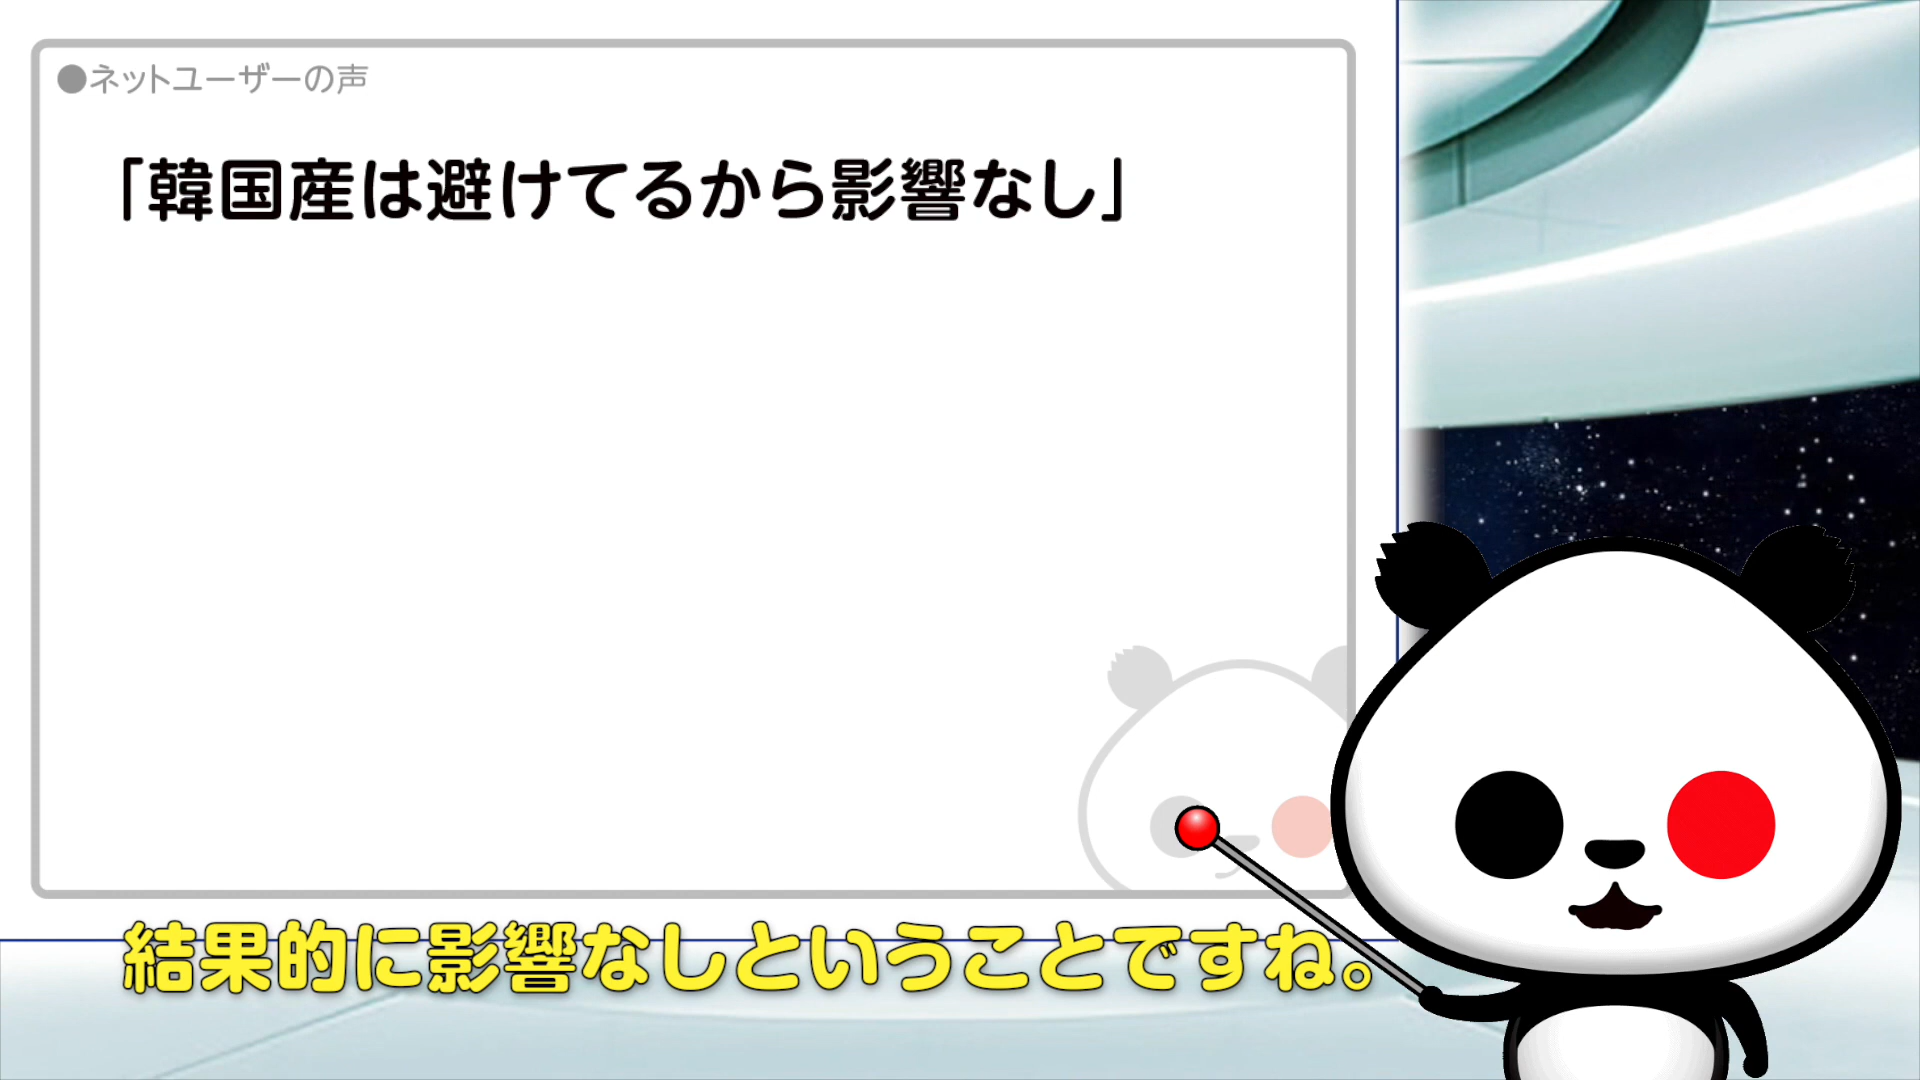 ●ネットユーザーの声
「韓国産は避けてるから影響なし」
結果的に影響なしということですね。